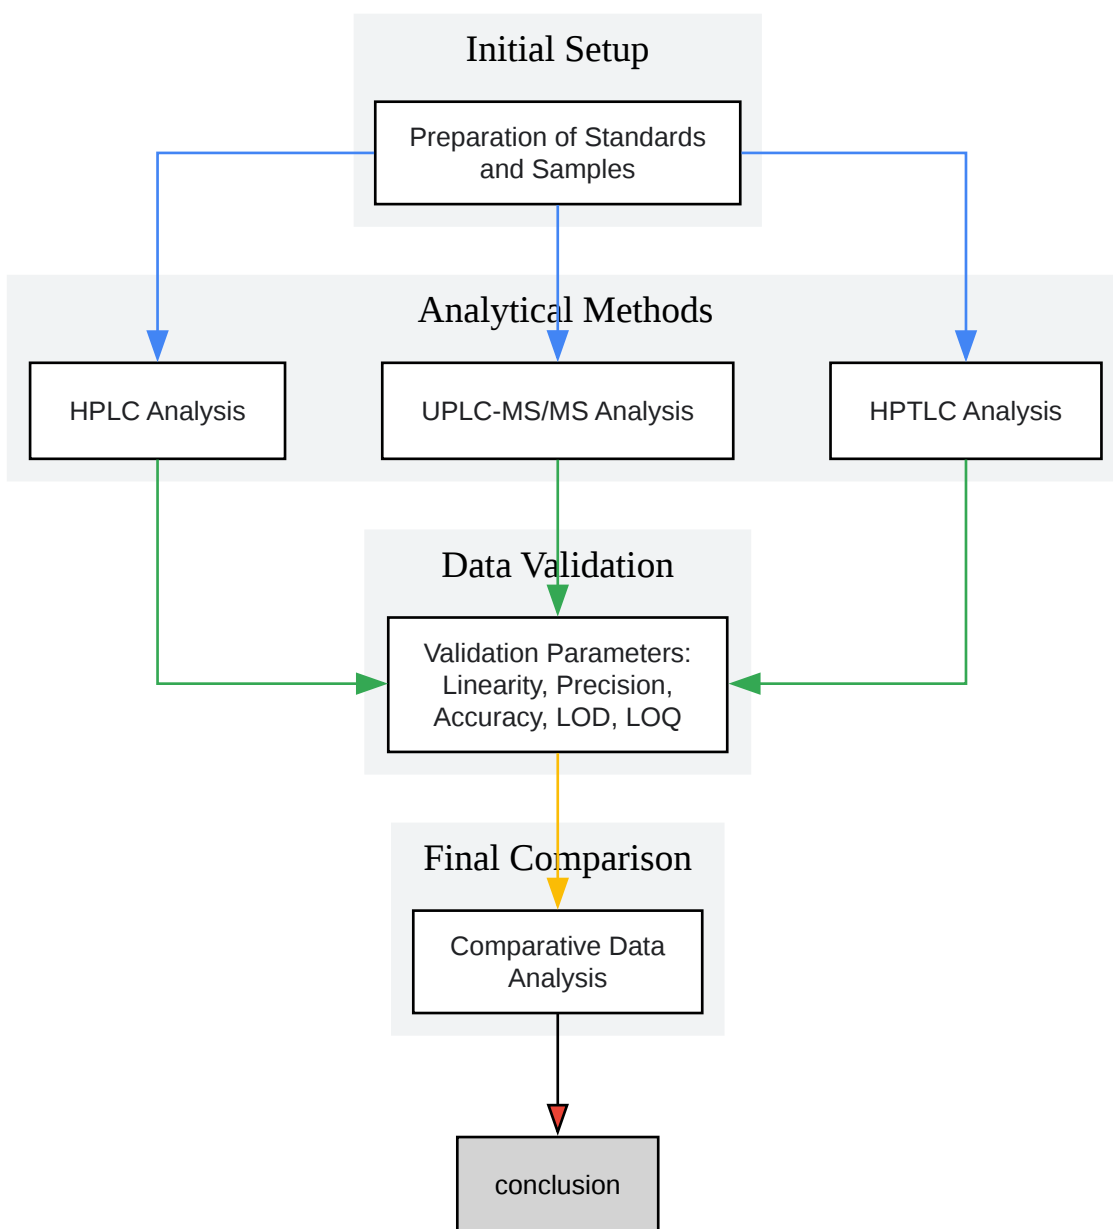 Initial Setup
Preparation of Standards
and Samples
Analytical Methods
HPLC Analysis
UPLC-MS/MS Analysis
HPTLC Analysis
Data Validation
Validation Parameters:
Linearity, Precision,
Accuracy, LOD, LOQ
Final Comparison
Comparative Data
Analysis
conclusion